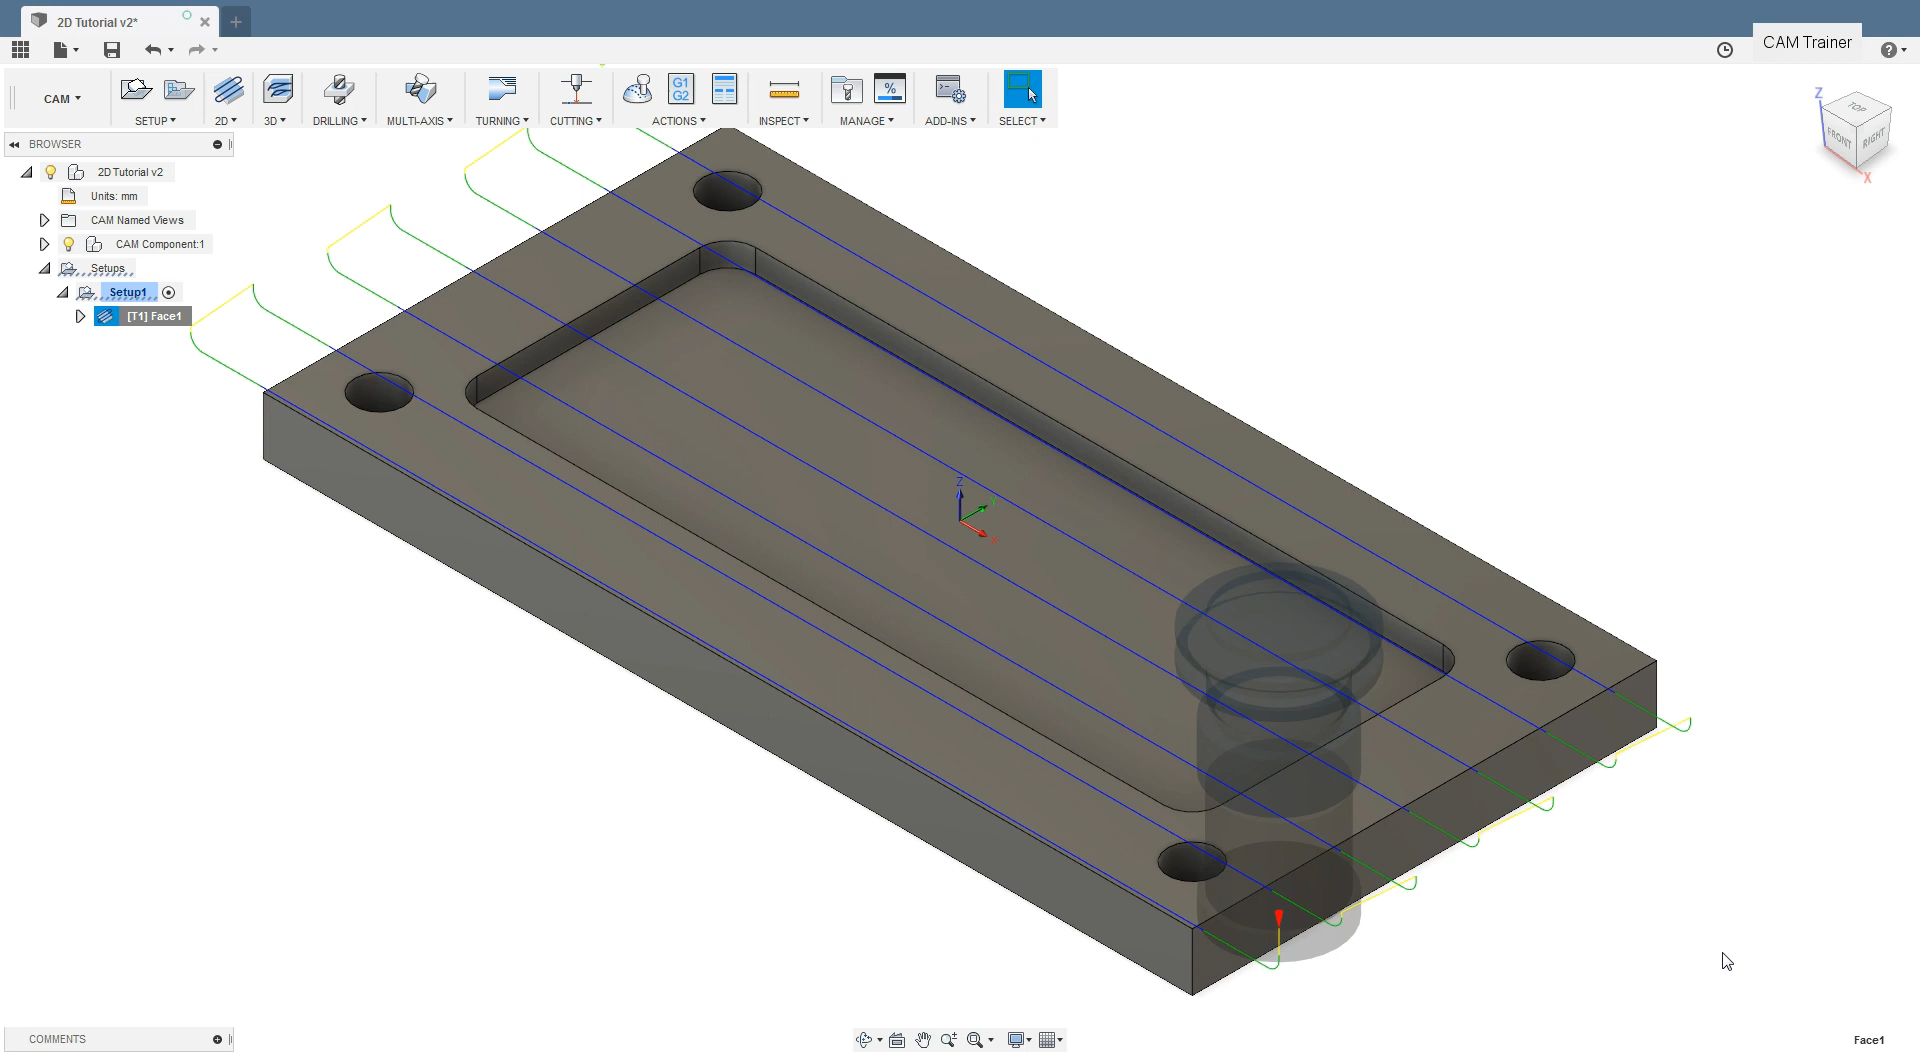 2D Tutorial v2*
CAM Trainer
CAM
G1
G2
%
SETUP
2D
3D
DRILLING
MULTI-AXIS
TURNING
CUTTING
ACTIONS
INSPECT
MANAGE
ADD-INS
SELECT
Z
TOP
FRONT
RIGHT
X
BROWSER
2D Tutorial v2
Units: mm
CAM Named Views
CAM Component:1
Setups
Setup1
[T1] Face1
Z
X
COMMENTS
Face1